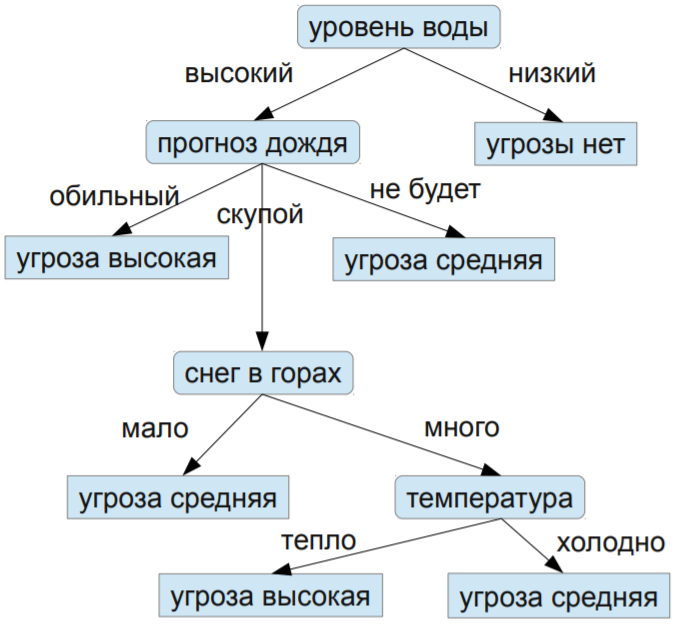 уровень воды
высокий
низкий
прогноз дождя
угрозы нет
обильный
скупой
не будет
угроза высокая
угроза средняя
снег в горах
мало
много
угроза средняя
температура
тепло
холодно
угроза высокая
угроза средняя